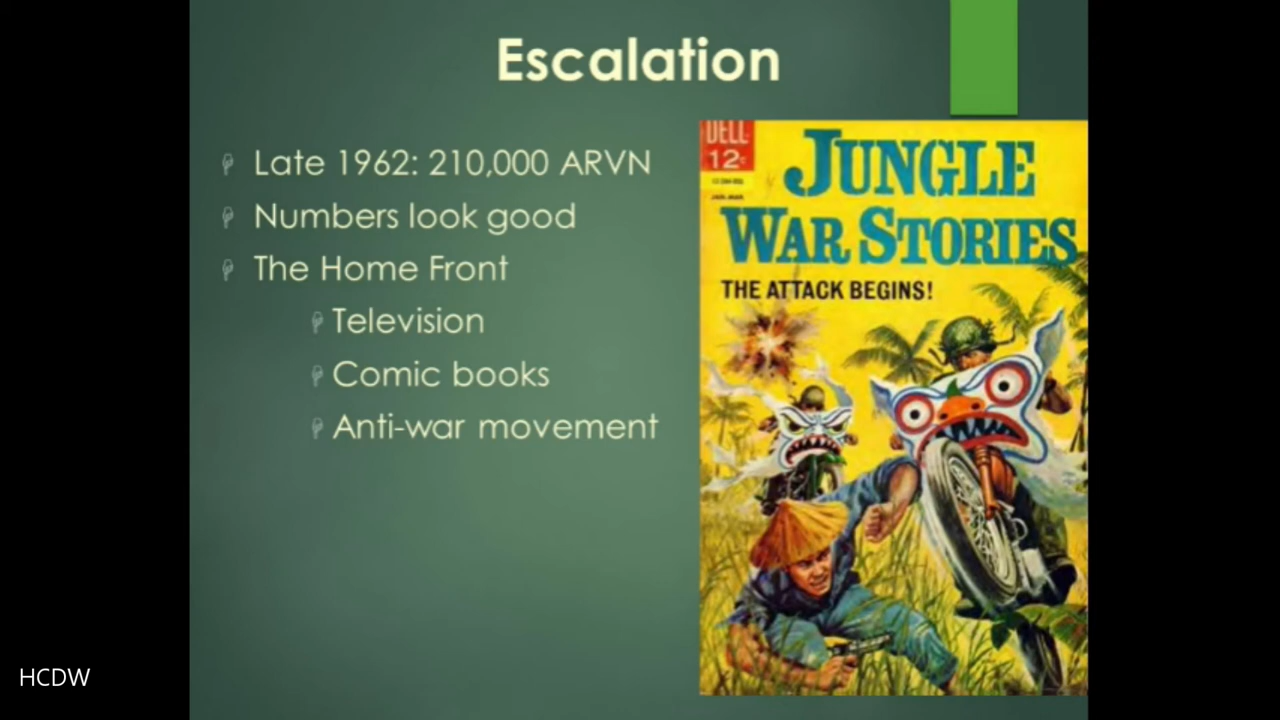 Escalation
Late 1962: 210,000 ARVN
Numbers look good
The Home Front
Television
Comic books
Anti-war movement
DELL
12¢
JUNGLE
WAR STORIES
THE ATTACK BEGINS!
HCDW